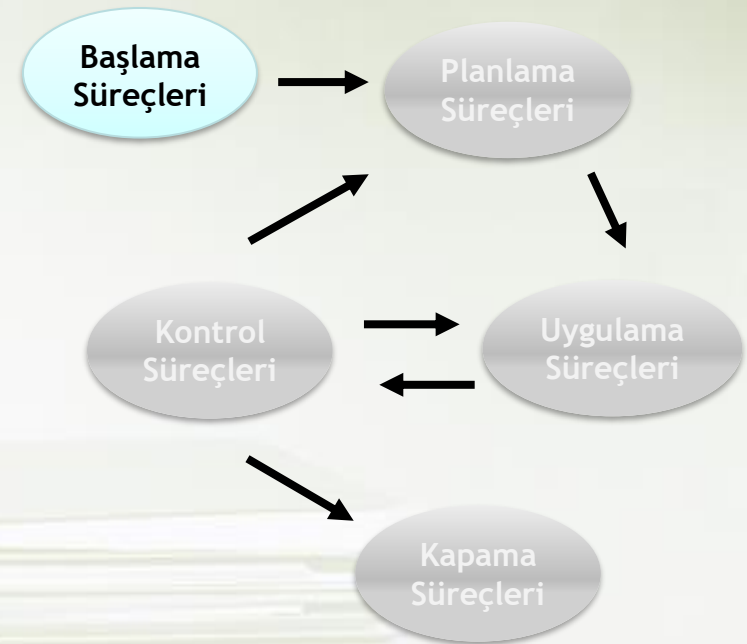 Başlama
Süreçleri
Planlama
Süreçleri
Kontrol
Süreçleri
Uygulama
Süreçleri
Kapama
Süreçleri